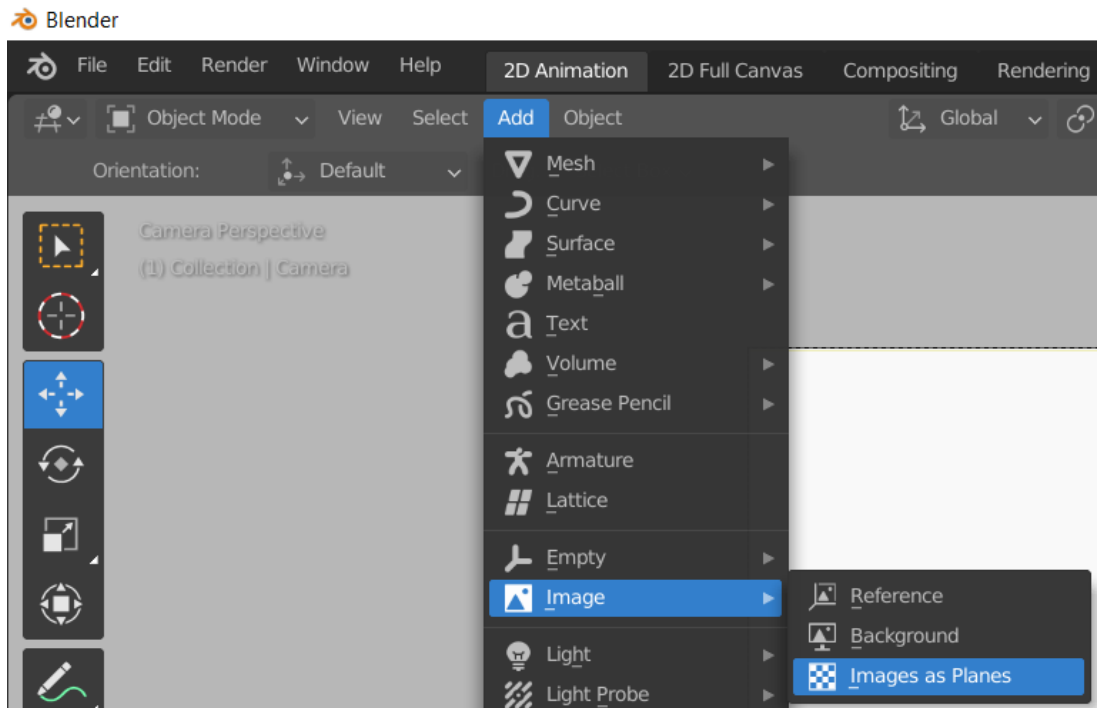 Blender
File Edit Render Window Help 2D Animation 2D Full Canvas Compositing Rendering
Object Mode View Select Add Object Global
Orientation: Default
Camera Perspective
(1) Collection | Camera
Mesh
Curve
Surface
Metaball
Text
Volume
Grease Pencil
Armature
Lattice
Empty
Image
Light
Light Probe
Reference
Background
Images as Planes